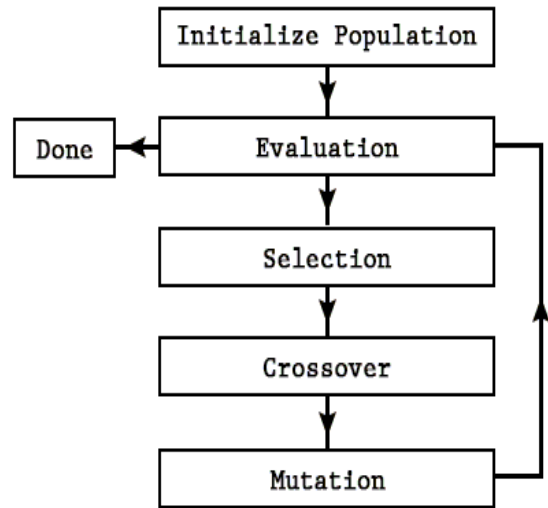 Initialize Population
Done
Evaluation
Selection
Crossover
Mutation